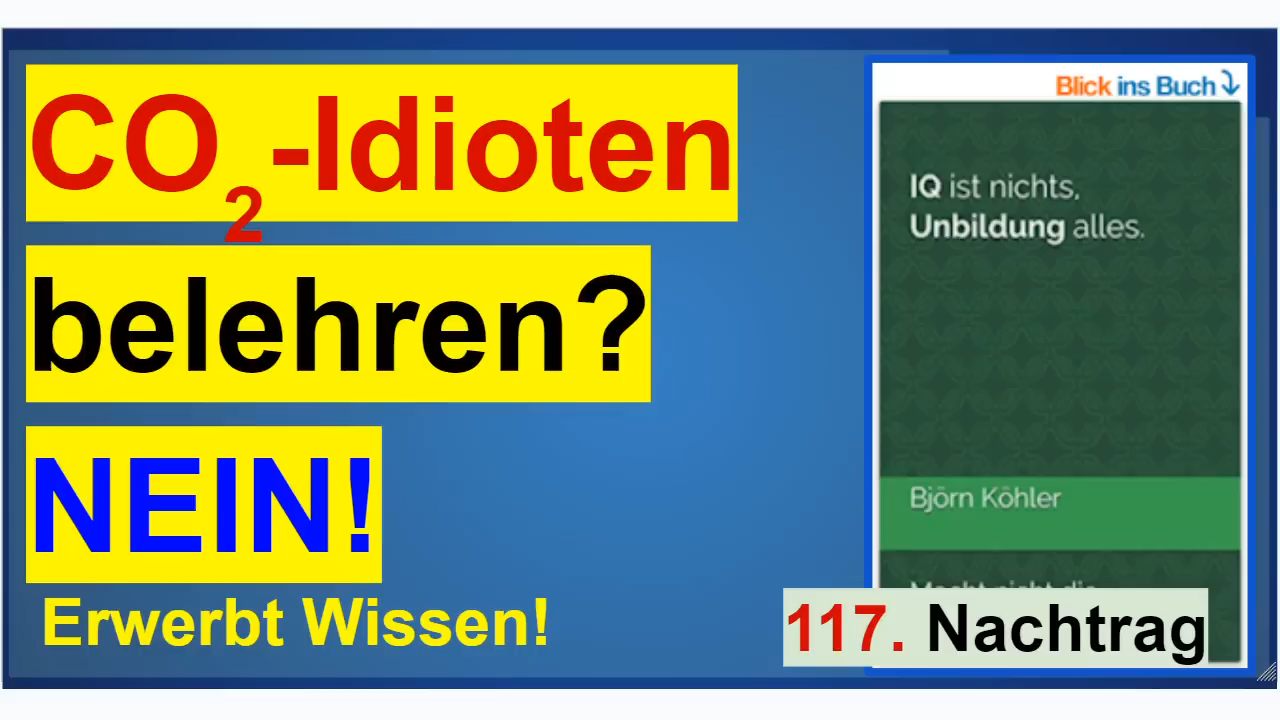 CO₂-Idioten
belehren?
NEIN!
Erwerbt Wissen!
Blick ins Buch
IQ ist nichts,
Unbildung alles.
Björn Köhler
117. Nachtrag